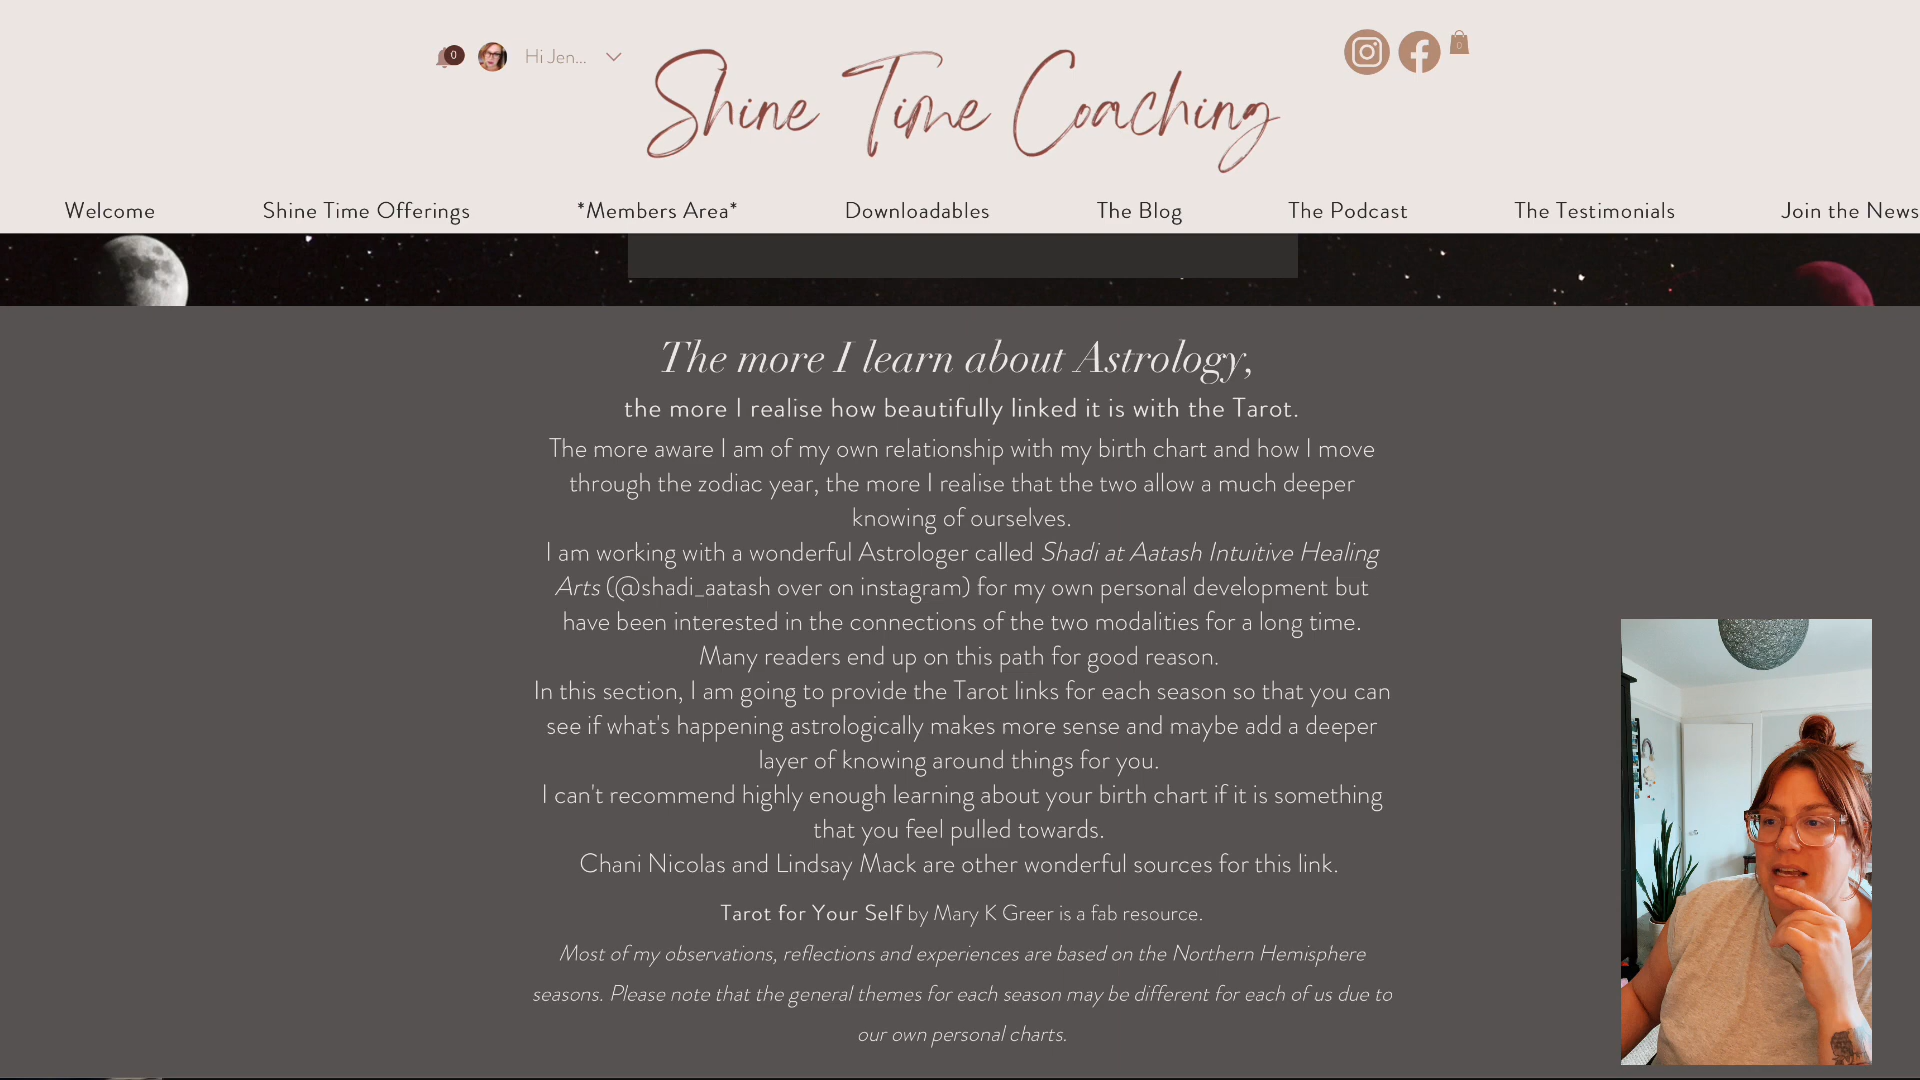 0
Hi Jen...
Shine Time Coaching
0
Welcome
Shine Time Offerings
*Members Area*
Downloadables
The Blog
The Podcast
The Testimonials
Join the News
The more I learn about Astrology,
the more I realise how beautifully linked it is with the Tarot.
The more aware I am of my own relationship with my birth chart and how I move
through the zodiac year, the more I realise that the two allow a much deeper
knowing of ourselves.
I am working with a wonderful Astrologer called Shadi at Aatash Intuitive Healing
Arts (@shadi_aatash over on instagram) for my own personal development but
have been interested in the connections of the two modalities for a long time.
Many readers end up on this path for good reason.
In this section, I am going to provide the Tarot links for each season so that you can
see if what's happening astrologically makes more sense and maybe add a deeper
layer of knowing around things for you.
I can't recommend highly enough learning about your birth chart if it is something
that you feel pulled towards.
Chani Nicolas and Lindsay Mack are other wonderful sources for this link.
Tarot for Your Self by Mary K Greer is a fab resource.
Most of my observations, reflections and experiences are based on the Northern Hemisphere
seasons. Please note that the general themes for each season may be different for each of us due to
our own personal charts.